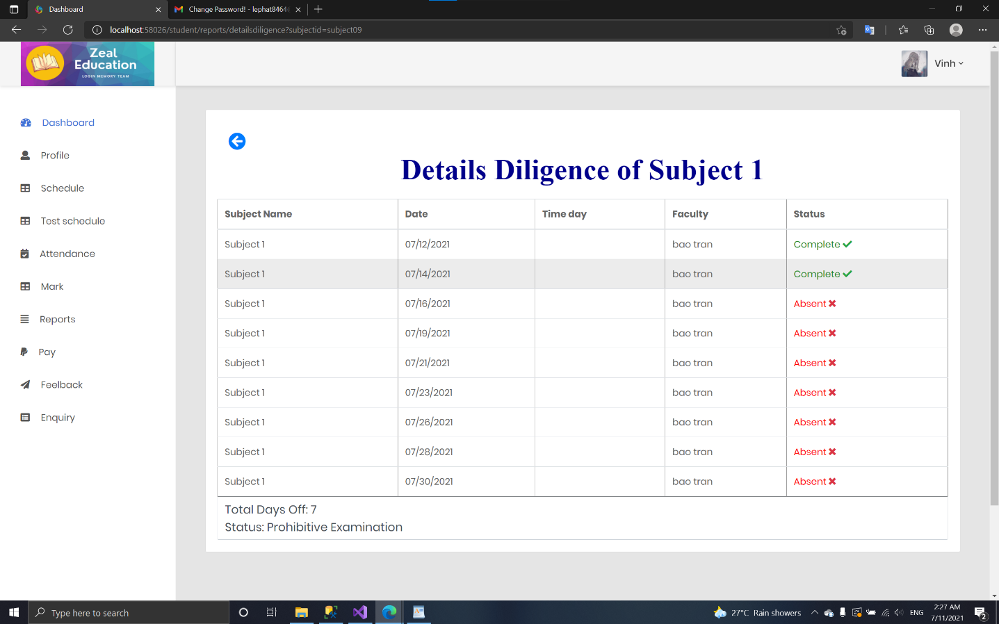 Dashboard
Change Password! - lephat8464
localhost:58026/student/reports/detailsdiligence?subjectid=subject09
Zeal
Education
LOGIN MEMORY TEAM
Vinh
Dashboard
Profile
Schedule
Test schedule
Attendance
Mark
Reports
Pay
Feelback
Enquiry
Details Diligence of Subject 1
Subject Name Date Time day Faculty Status
Subject 1 07/12/2021 bao tran Complete
Subject 1 07/14/2021 bao tran Complete
Subject 1 07/16/2021 bao tran Absent
Subject 1 07/19/2021 bao tran Absent
Subject 1 07/21/2021 bao tran Absent
Subject 1 07/23/2021 bao tran Absent
Subject 1 07/26/2021 bao tran Absent
Subject 1 07/28/2021 bao tran Absent
Subject 1 07/30/2021 bao tran Absent
Total Days Off: 7
Status: Prohibitive Examination
Type here to search
27°C Rain showers
ENG
2:27 AM
7/11/2021
2